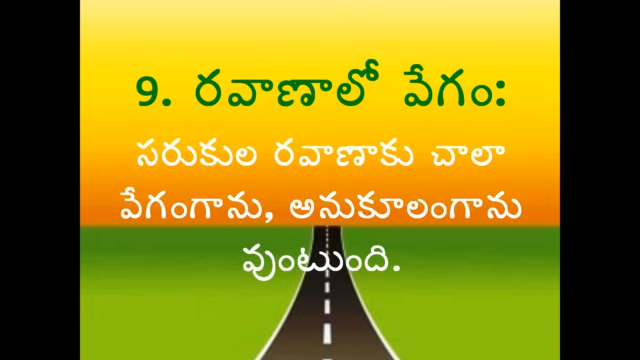 9. రవాణాలో వేగం:
సరుకుల రవాణాకు చాలా
వేగంగాను, అనుకూలంగాను
వుంటుంది.